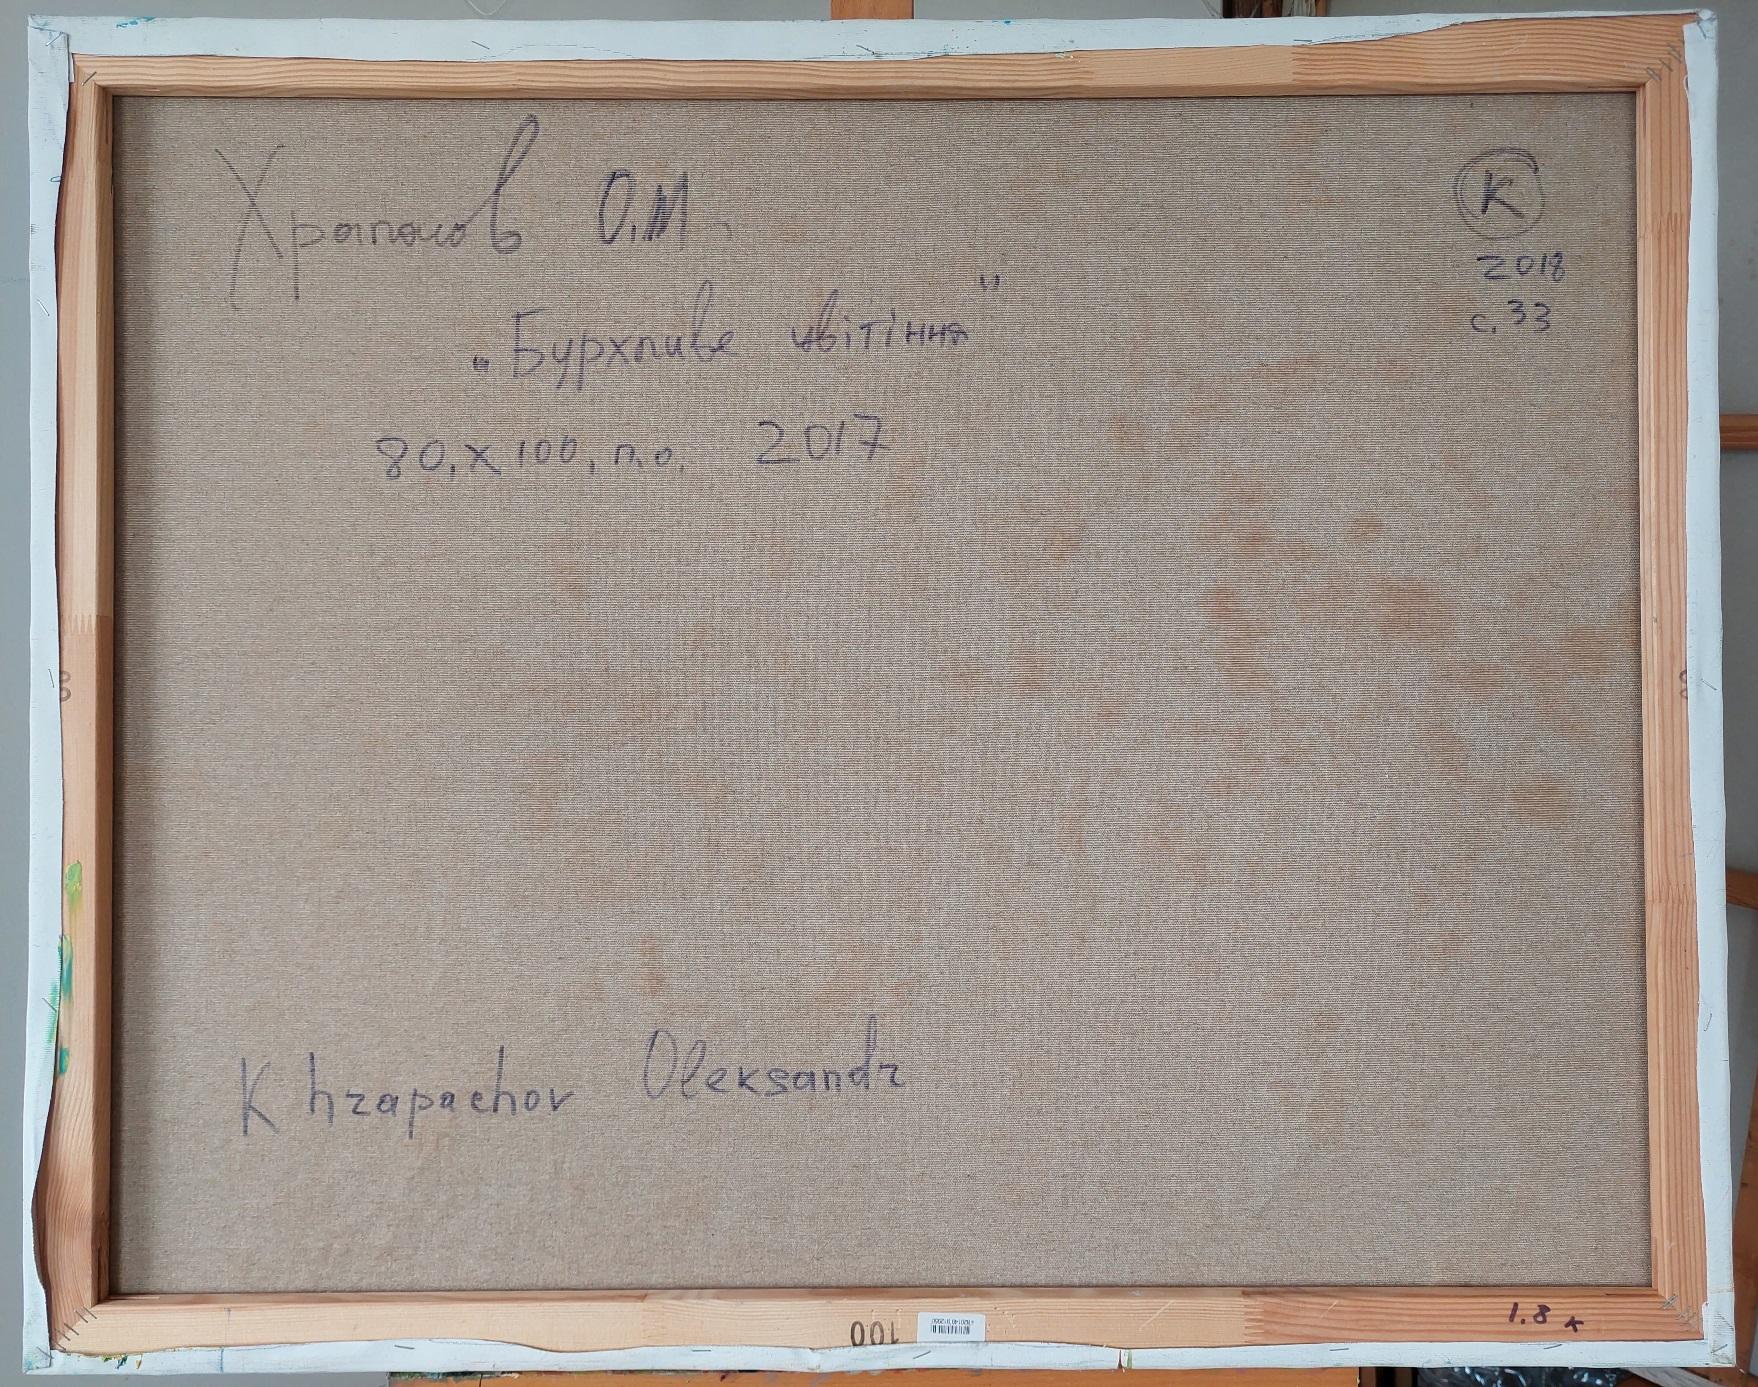 Храпачов О.М.
K
2018
с. 33
„Бурхливе цвітіння"
80, x 100, п.о. 2017
Khrapachov Oleksandr
100
1.8 к